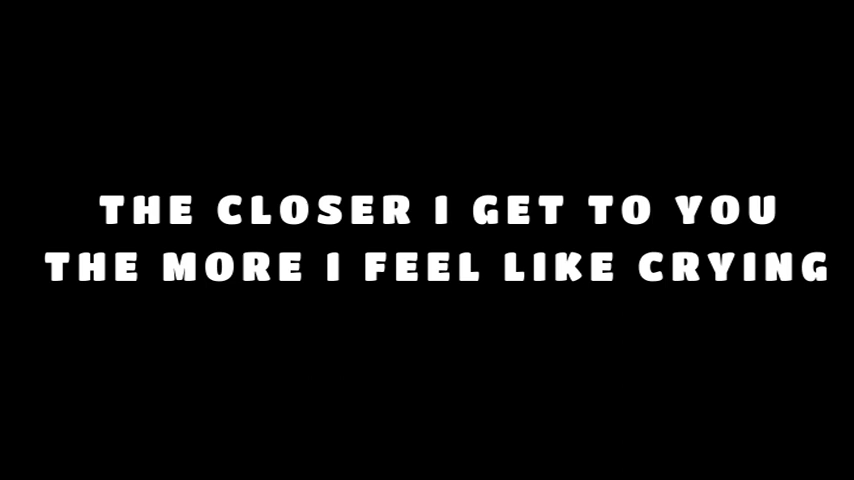 THE CLOSER I GET TO YOU
THE MORE I FEEL LIKE CRYING